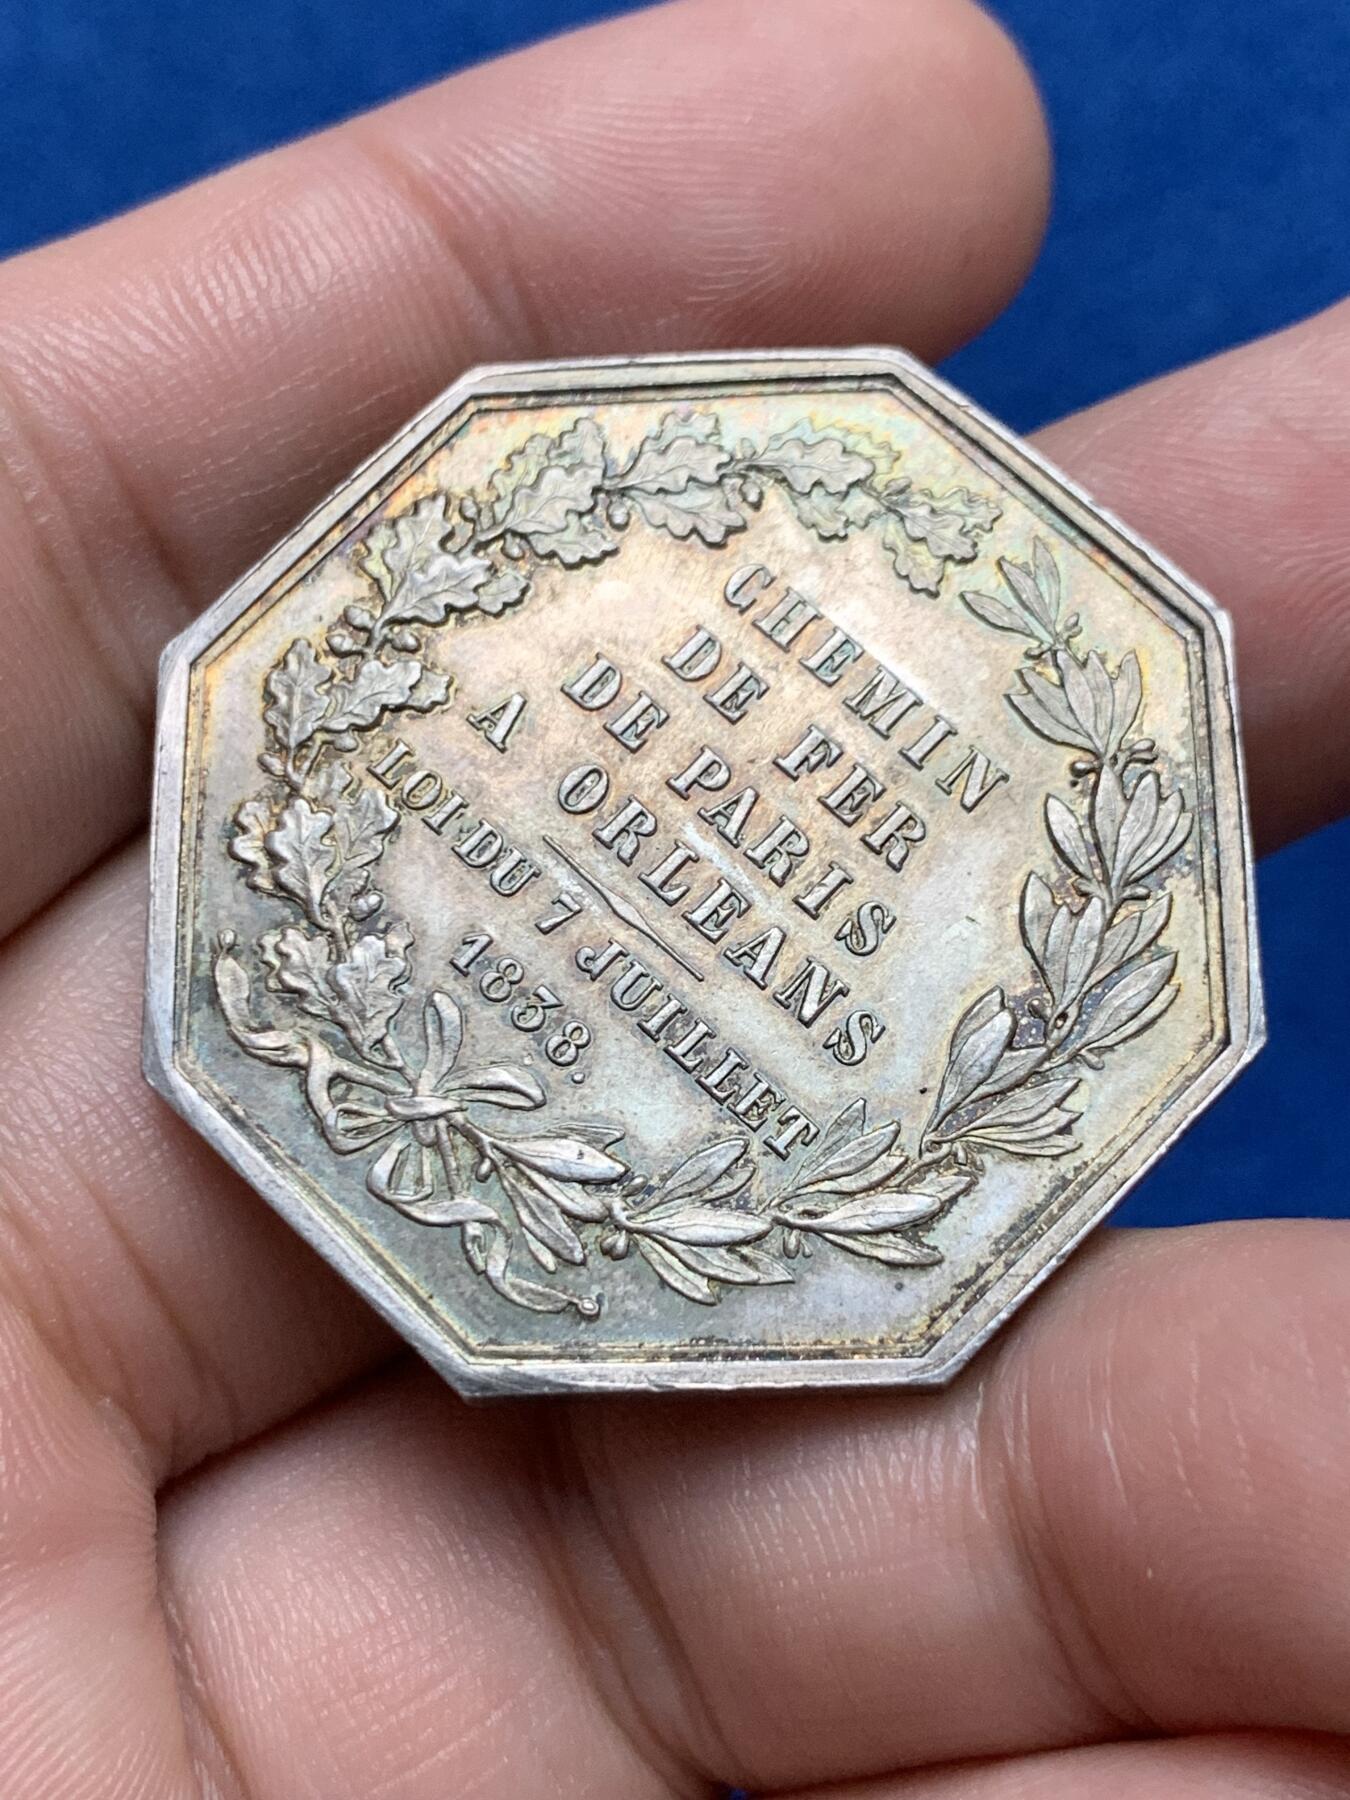 CHEMIN
DE FER
DE PARIS
A ORLEANS
LOI DU 7 JUILLET
1838.